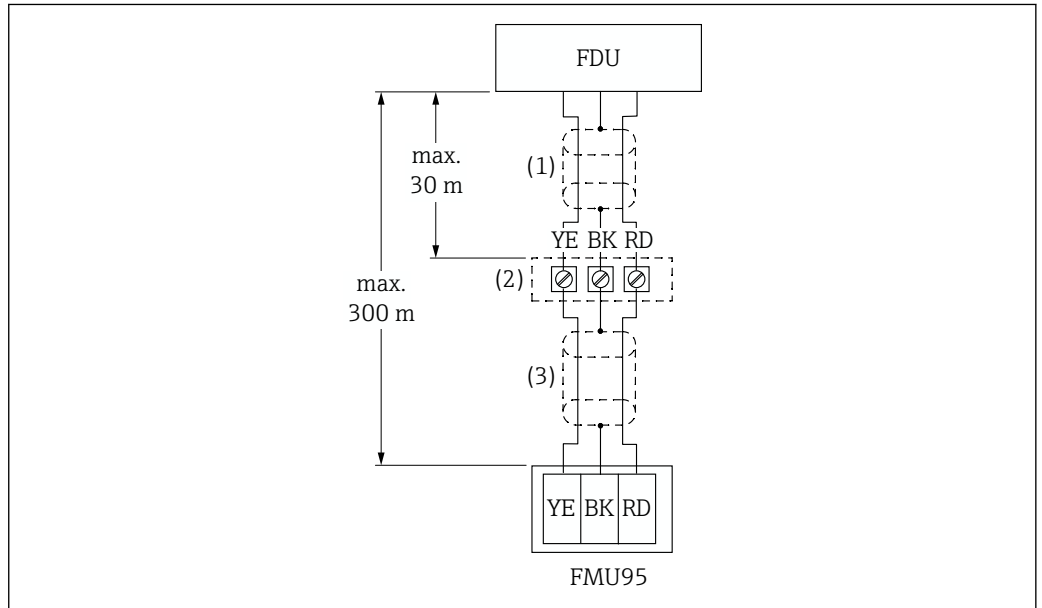 FDU
max.
30 m
(1)
YE BK RD
(2)
max.
300 m
(3)
YE BK RD
FMU95